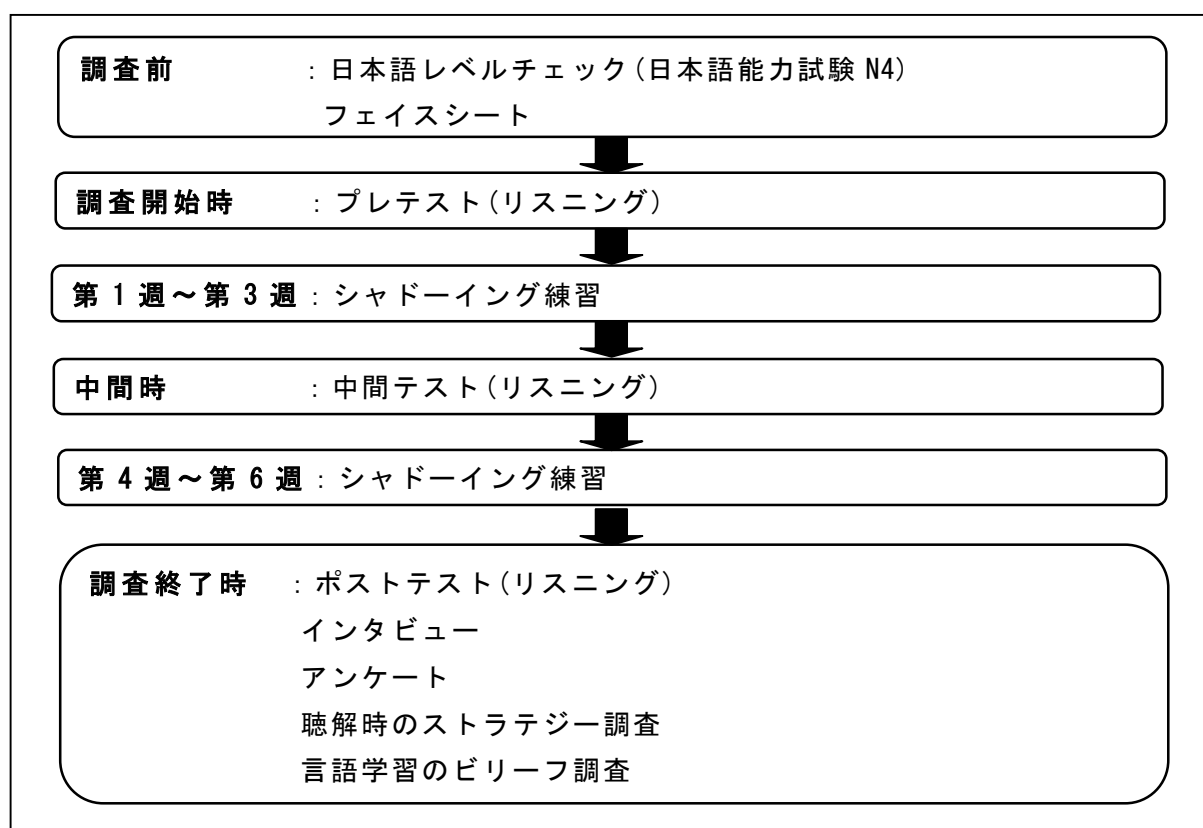 調査前 ：日本語レベルチェック(日本語能力試験 N4)
フェイスシート
調査開始時 ：プレテスト(リスニング)
第 1 週～第 3 週：シャドーイング練習
中間時 ：中間テスト(リスニング)
第 4 週～第 6 週：シャドーイング練習
調査終了時 ：ポストテスト(リスニング)
インタビュー
アンケート
聴解時のストラテジー調査
言語学習のビリーフ調査